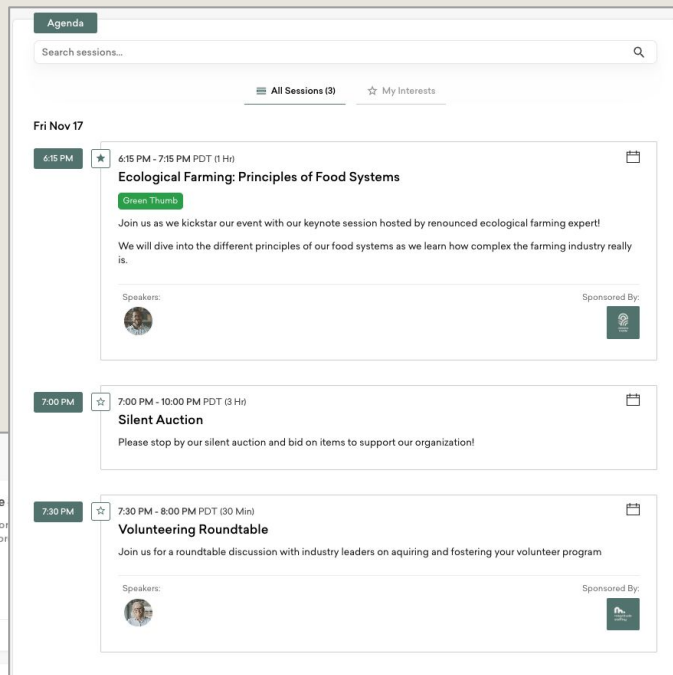 Agenda
Search sessions...
All Sessions (3)
My Interests
Fri Nov 17
6:15 PM
6:15 PM - 7:15 PM PDT (1 Hr)
Ecological Farming: Principles of Food Systems
Green Thumb
Join us as we kickstar our event with our keynote session hosted by renounced ecological farming expert!
We will dive into the different principles of our food systems as we learn how complex the farming industry really
is.
Speakers:
Sponsored By:
7:00 PM
7:00 PM - 10:00 PM PDT (3 Hr)
Silent Auction
Please stop by our silent auction and bid on items to support our organization!
7:30 PM
7:30 PM - 8:00 PM PDT (30 Min)
Volunteering Roundtable
Join us for a roundtable discussion with industry leaders on aquiring and fostering your volunteer program
Speakers:
Sponsored By: